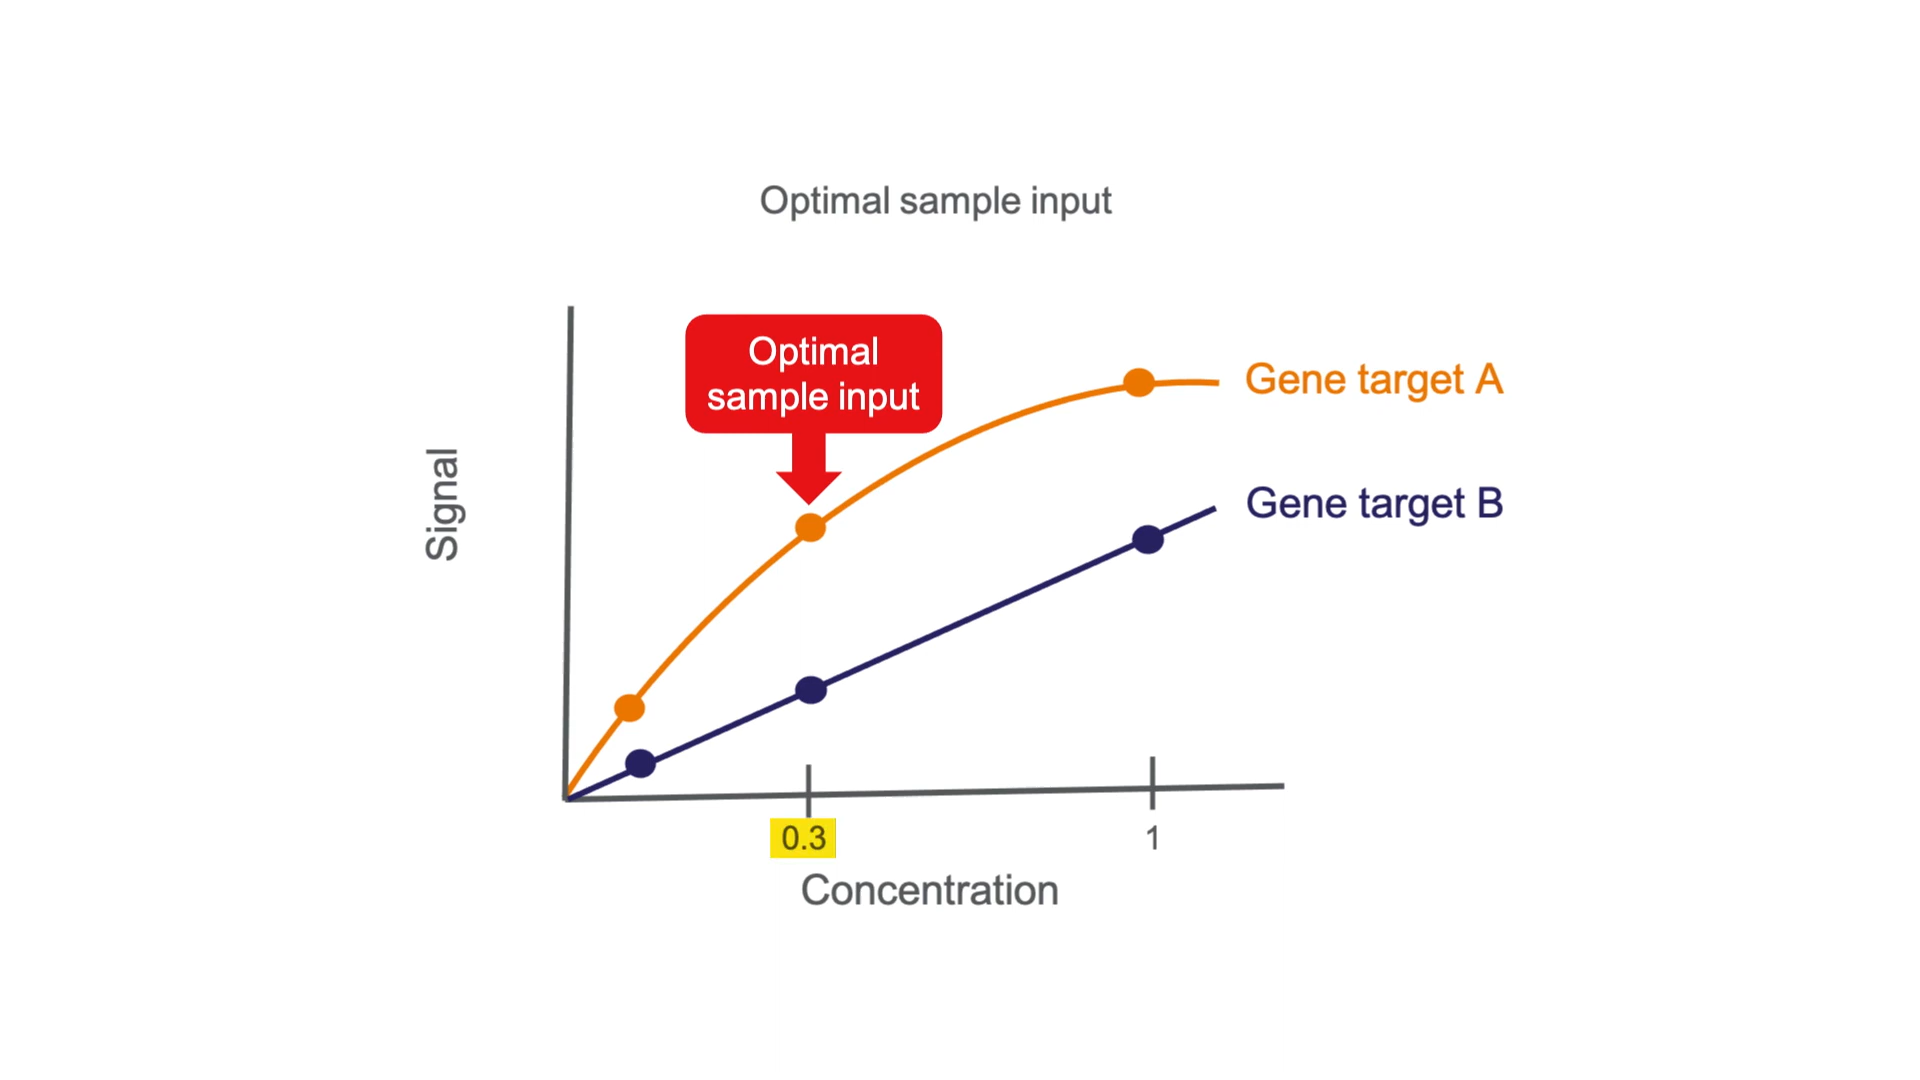 Optimal sample input
Optimal
sample input
Gene target A
Gene target B
Signal
0.3
1
Concentration